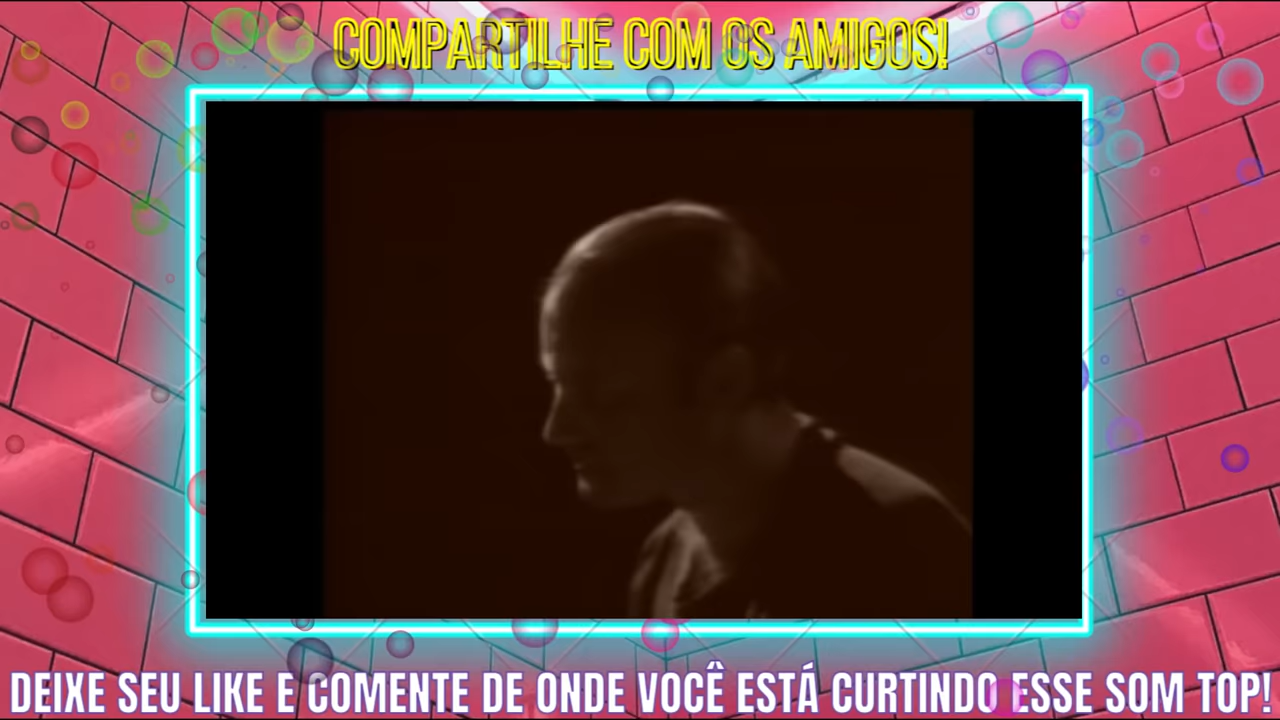 COMPARTILHE COM OS AMIGOS!
DEIXE SEU LIKE E COMENTE DE ONDE VOCÊ ESTÁ CURTINDO ESSE SOM TOP!